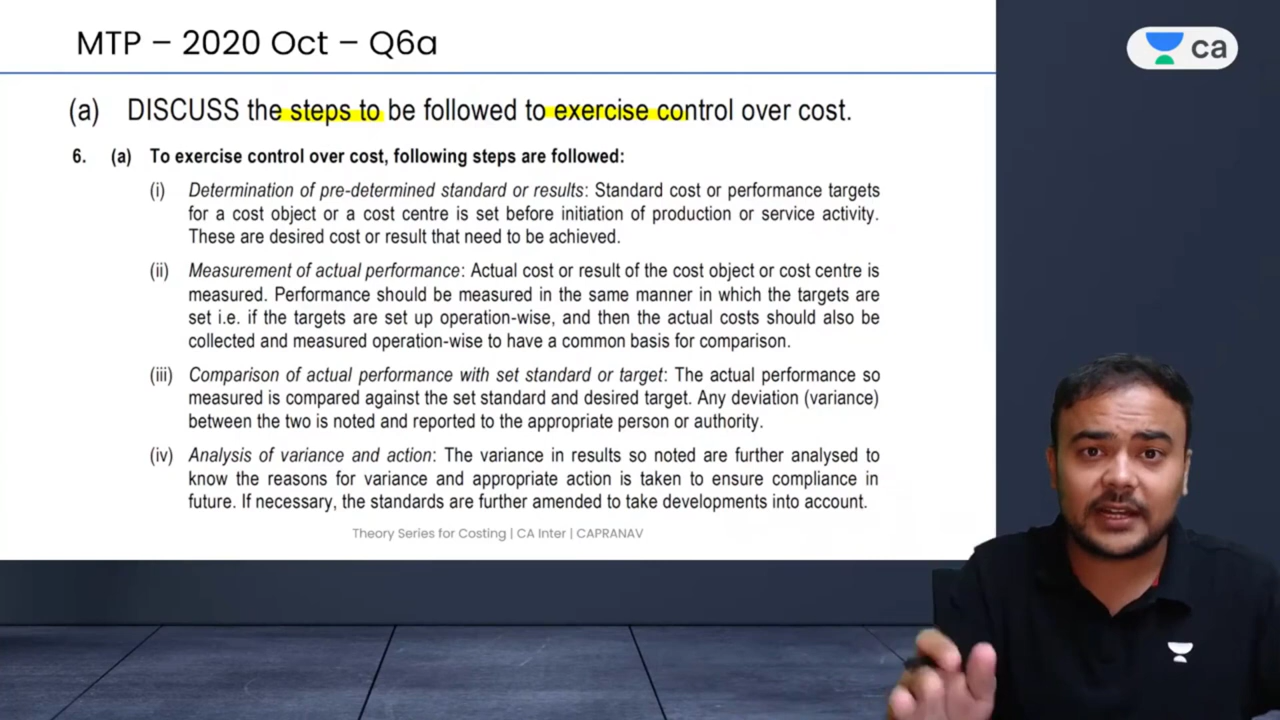 MTP – 2020 Oct – Q6a
ca
(a) DISCUSS the steps to be followed to exercise control over cost.
6. (a) To exercise control over cost, following steps are followed:
(i) Determination of pre-determined standard or results: Standard cost or performance targets
for a cost object or a cost centre is set before initiation of production or service activity.
These are desired cost or result that need to be achieved.
(ii) Measurement of actual performance: Actual cost or result of the cost object or cost centre is
measured. Performance should be measured in the same manner in which the targets are
set i.e. if the targets are set up operation-wise, and then the actual costs should also be
collected and measured operation-wise to have a common basis for comparison.
(iii) Comparison of actual performance with set standard or target: The actual performance so
measured is compared against the set standard and desired target. Any deviation (variance)
between the two is noted and reported to the appropriate person or authority.
(iv) Analysis of variance and action: The variance in results so noted are further analysed to
know the reasons for variance and appropriate action is taken to ensure compliance in
future. If necessary, the standards are further amended to take developments into account.
Theory Series for Costing | CA Inter | CAPRANAV